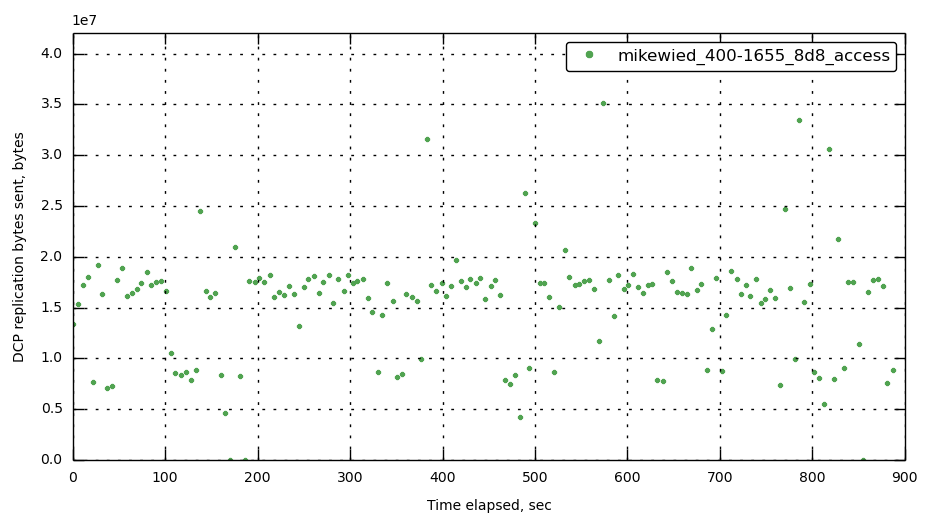 1e7
4.0
3.5
3.0
2.5
2.0
1.5
1.0
0.5
0.0
DCP replication bytes sent, bytes
mikewied_400-1655_8d8_access
0 100 200 300 400 500 600 700 800 900
Time elapsed, sec